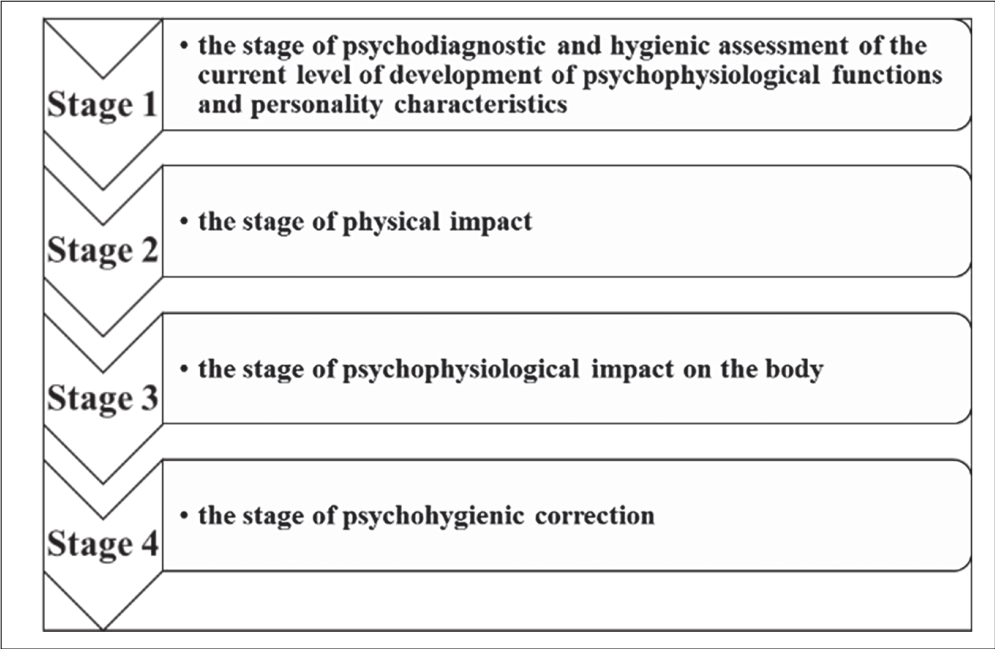 Stage 1
• the stage of psychodiagnostic and hygienic assessment of the
current level of development of psychophysiological functions
and personality characteristics
Stage 2
• the stage of physical impact
Stage 3
• the stage of psychophysiological impact on the body
Stage 4
• the stage of psychohygienic correction